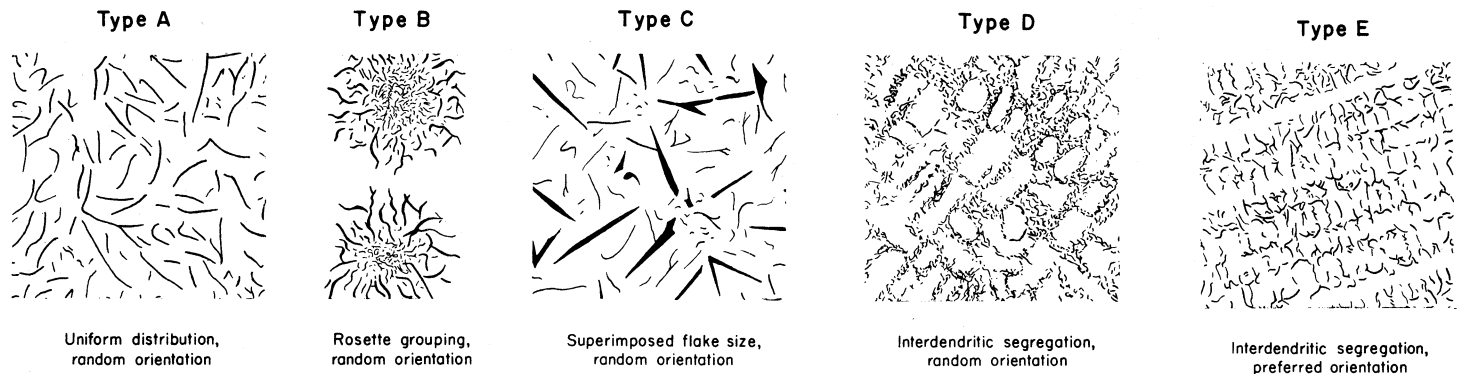 Type A
Type B
Type C
Type D
Type E
Uniform distribution,
random orientation
Rosette grouping,
random orientation
Superimposed flake size,
random orientation
Interdendritic segregation,
random orientation
Interdendritic segregation,
preferred orientation